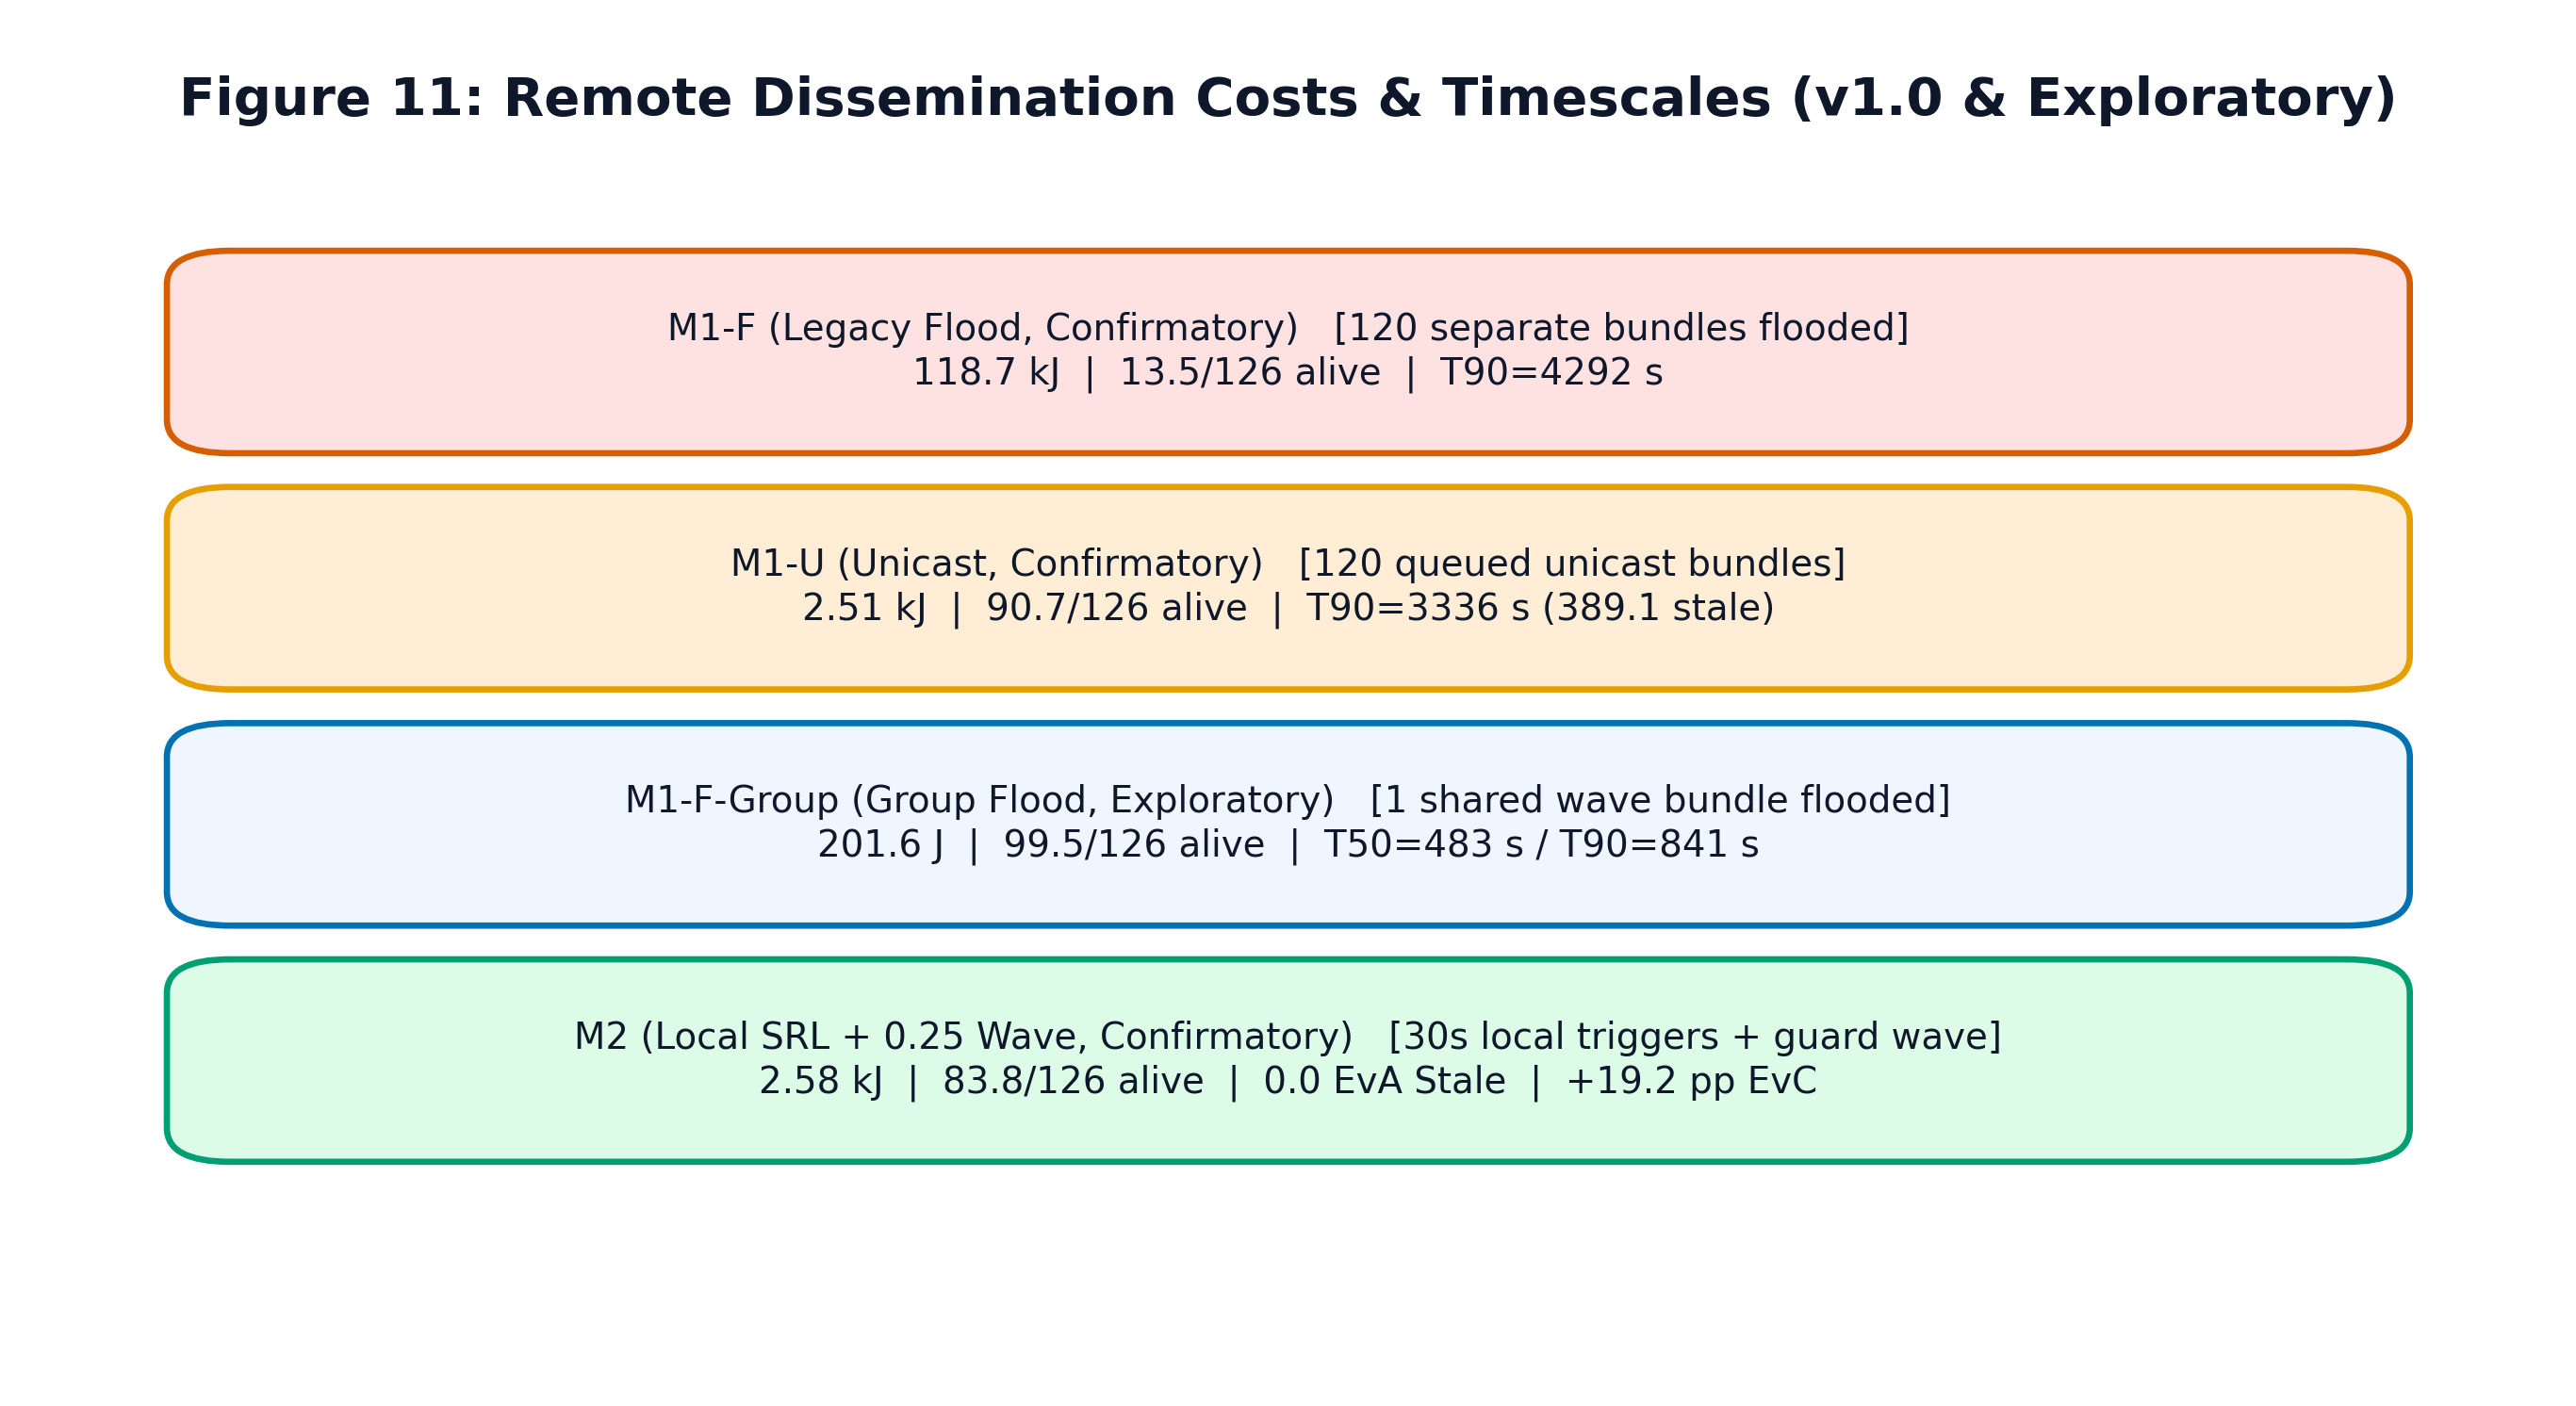 Figure 11: Remote Dissemination Costs & Timescales (v1.0 & Exploratory)
M1-F (Legacy Flood, Confirmatory)   [120 separate bundles flooded]
118.7 kJ  |  13.5/126 alive  |  T90=4292 s
M1-U (Unicast, Confirmatory)   [120 queued unicast bundles]
2.51 kJ  |  90.7/126 alive  |  T90=3336 s (389.1 stale)
M1-F-Group (Group Flood, Exploratory)   [1 shared wave bundle flooded]
201.6 J  |  99.5/126 alive  |  T50=483 s / T90=841 s
M2 (Local SRL + 0.25 Wave, Confirmatory)   [30s local triggers + guard wave]
2.58 kJ  |  83.8/126 alive  |  0.0 EvA Stale  |  +19.2 pp EvC